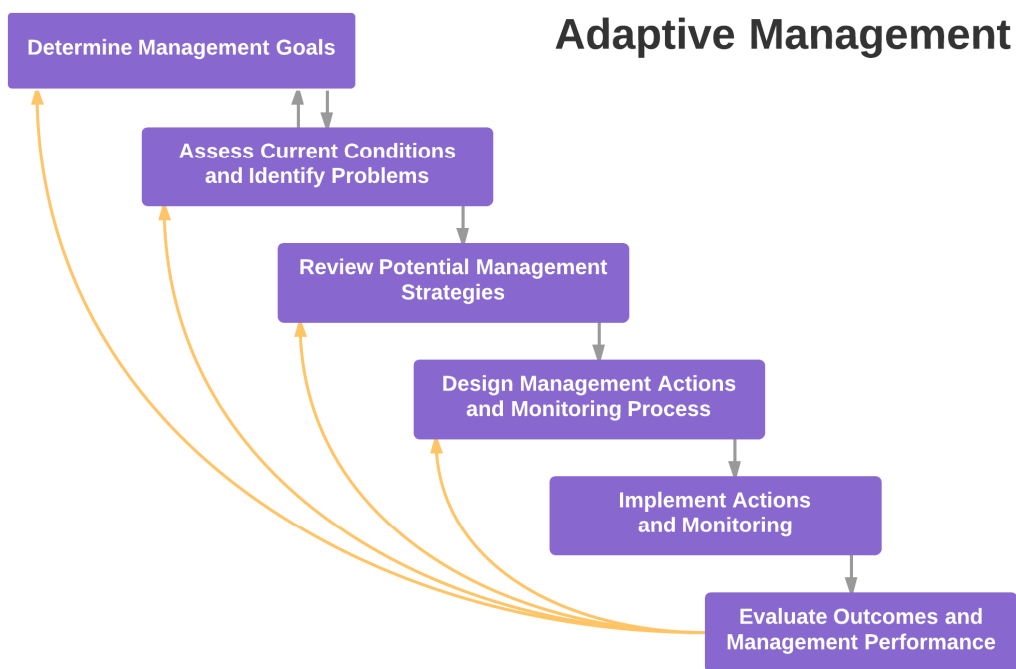 Adaptive Management
Determine Management Goals
Assess Current Conditions
and Identify Problems
Review Potential Management
Strategies
Design Management Actions
and Monitoring Process
Implement Actions
and Monitoring
Evaluate Outcomes and
Management Performance